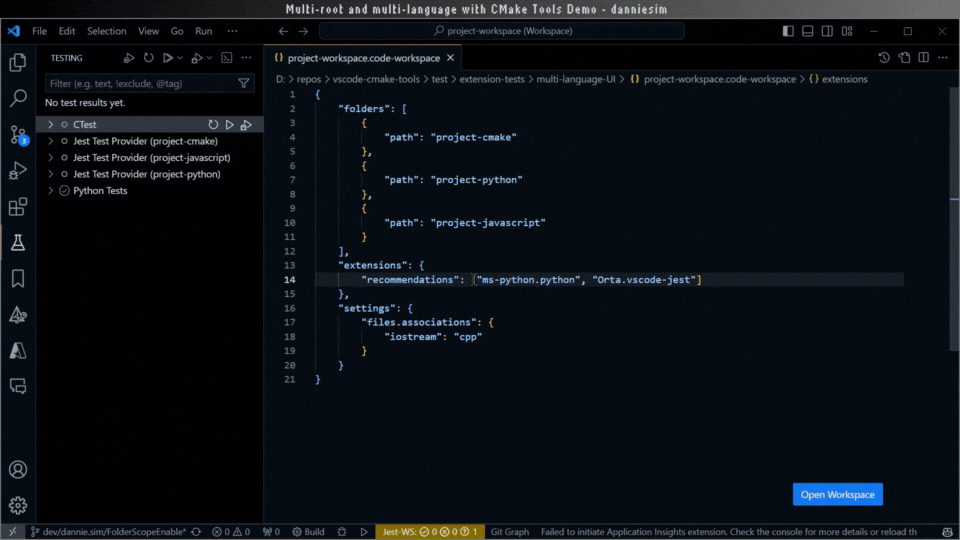 Multi-root and multi-language with CMake Tools Demo - danniesim
File Edit Selection View Go Run ··· project-workspace (Workspace)
TESTING
project-workspace.code-workspace
Filter (e.g. text, !exclude, @tag)
D: > repos > vscode-cmake-tools > test > extension-tests > multi-language-UI > {} project-workspace.code-workspace > {} extensions
No test results yet.
CTest
Jest Test Provider (project-cmake)
Jest Test Provider (project-javascript)
Jest Test Provider (project-python)
Python Tests
1 {
2 "folders": [
3 {
4 "path": "project-cmake"
5 },
6 {
7 "path": "project-python"
8 },
9 {
10 "path": "project-javascript"
11 }
12 ],
13 "extensions": {
14 "recommendations": ["ms-python.python", "Orta.vscode-jest"]
15 },
16 "settings": {
17 "files.associations": {
18 "iostream": "cpp"
19 }
20 }
21 }
3
Open Workspace
dev/dannie.sim/FolderScopeEnable* 0 0 0 Build Jest-WS: 0 0 1 Git Graph Failed to initiate Application Insights extension. Check the console for more details or reload th